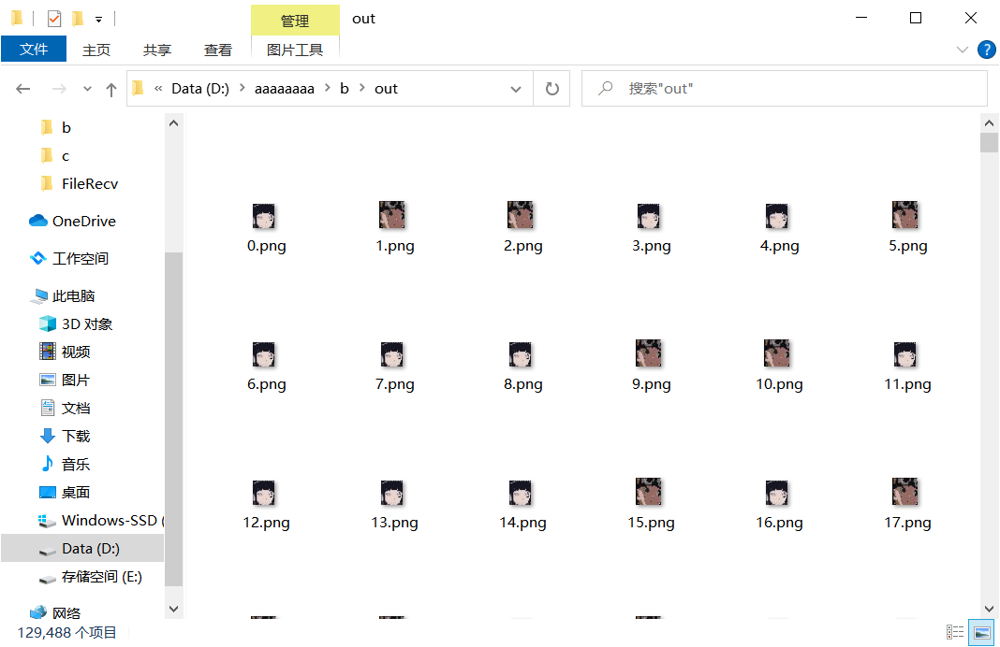 管理
out
文件
主页
共享
查看
图片工具
« Data (D:) > aaaaaaaa > b > out
搜索"out"
b
c
FileRecv
OneDrive
工作空间
此电脑
3D 对象
视频
图片
文档
下载
音乐
桌面
Windows-SSD (
Data (D:)
存储空间 (E:)
网络
0.png
1.png
2.png
3.png
4.png
5.png
6.png
7.png
8.png
9.png
10.png
11.png
12.png
13.png
14.png
15.png
16.png
17.png
129,488 个项目